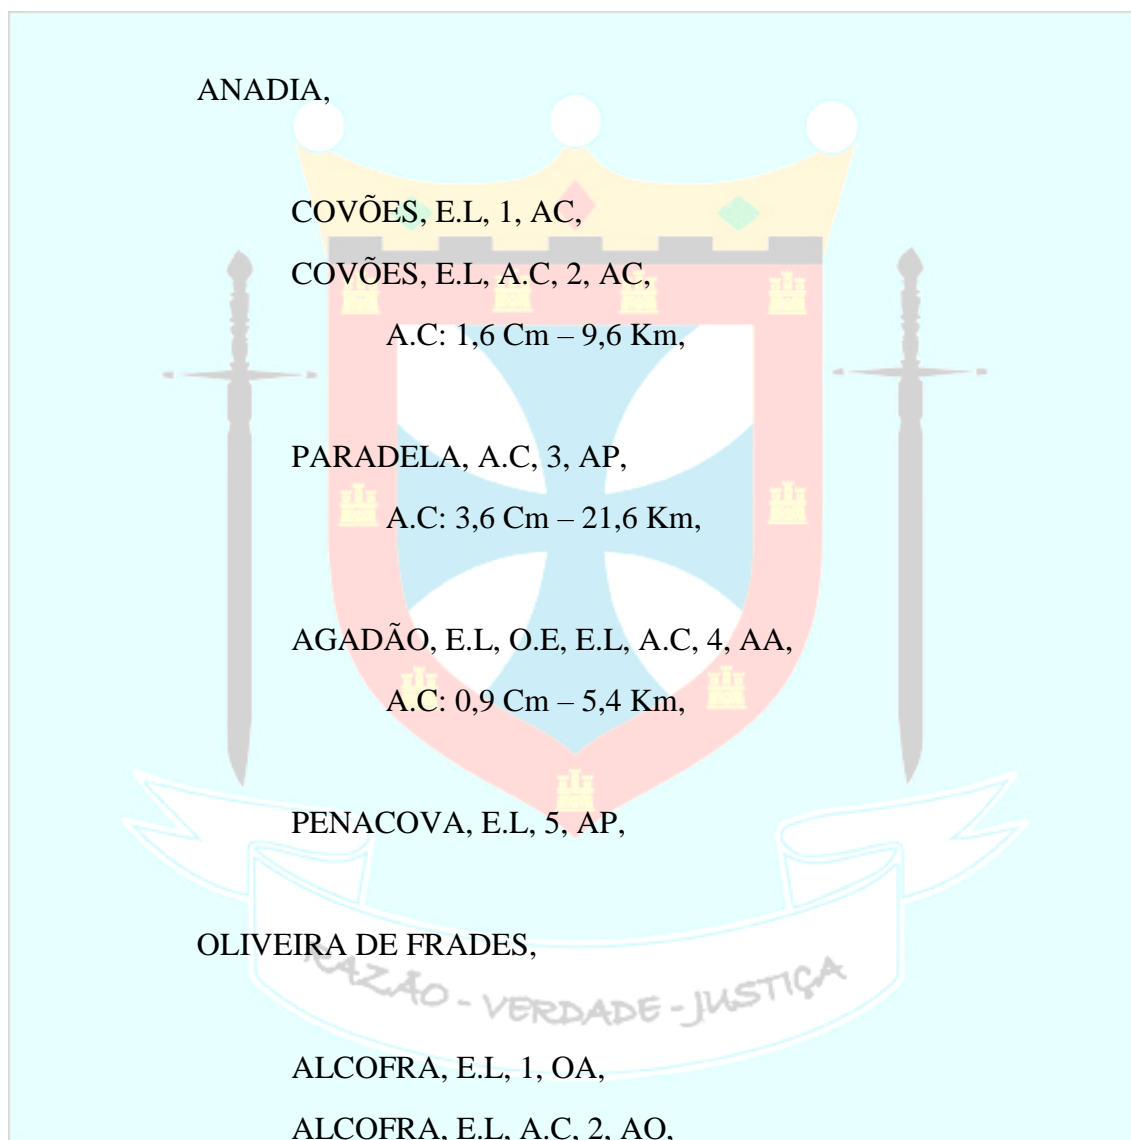 ANADIA,
COVÕES, E.L, 1, AC,
COVÕES, E.L, A.C, 2, AC,
A.C: 1,6 Cm – 9,6 Km,
PARADELA, A.C, 3, AP,
A.C: 3,6 Cm – 21,6 Km,
AGADÃO, E.L, O.E, E.L, A.C, 4, AA,
A.C: 0,9 Cm – 5,4 Km,
PENACOVA, E.L, 5, AP,
OLIVEIRA DE FRADES,
RAZÃO - VERDADE - JUSTIÇA
ALCOFRA, E.L, 1, OA,
ALCOFRA, E.L, A.C, 2, AO,